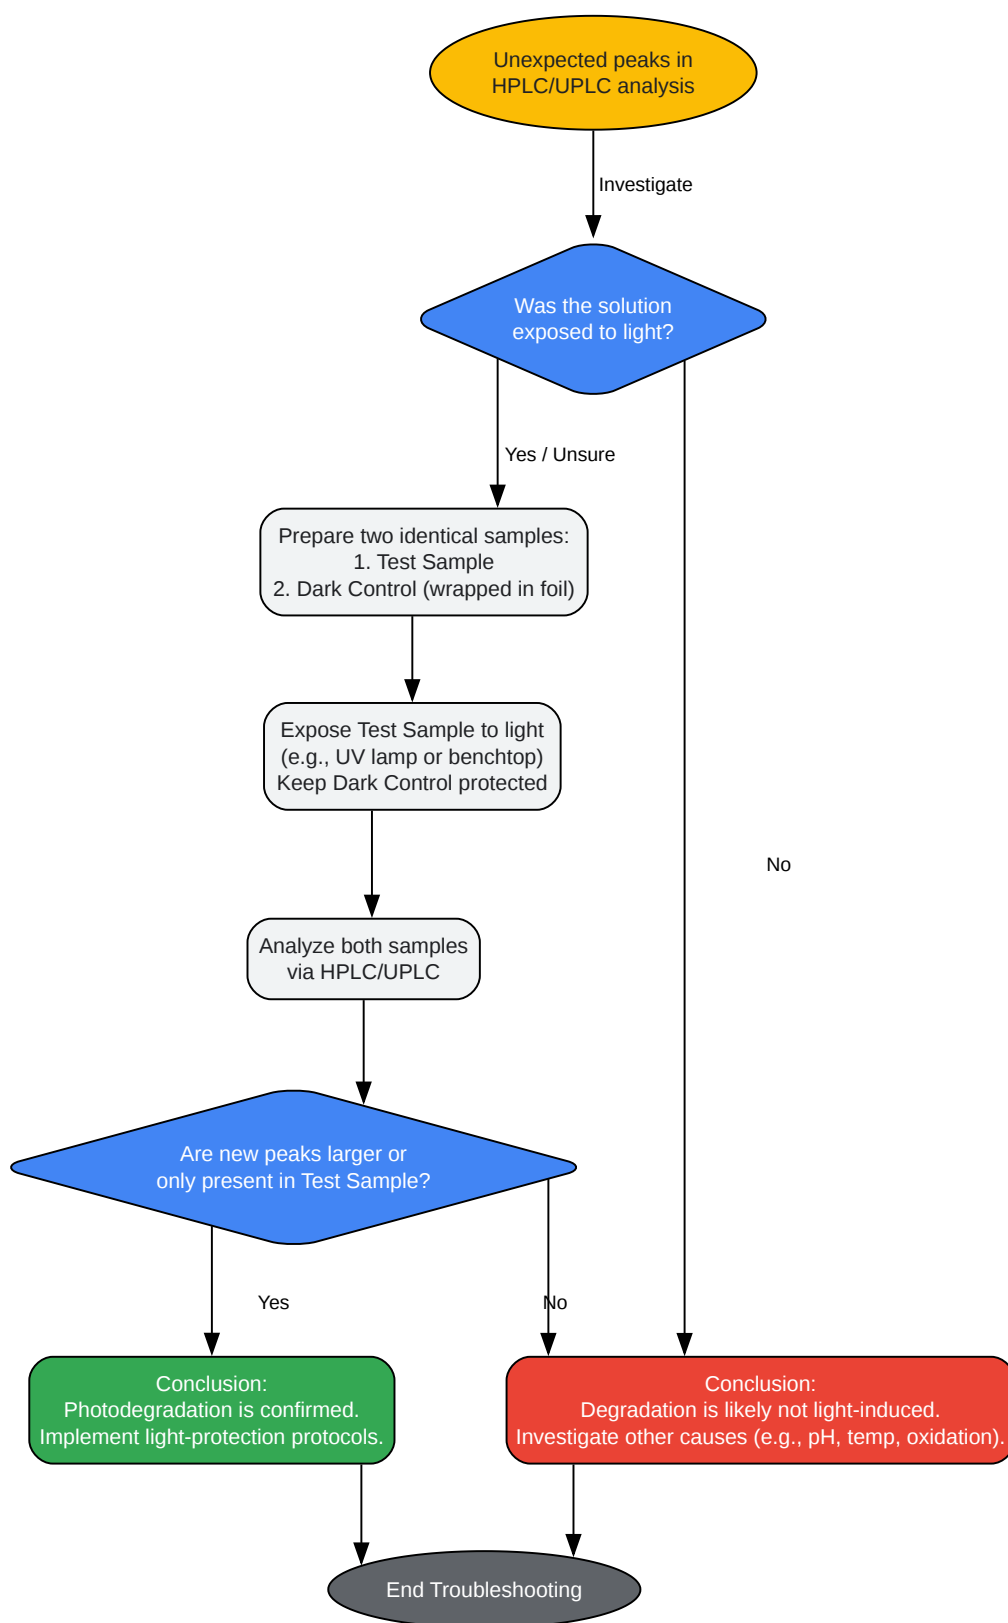 Unexpected peaks in
HPLC/UPLC analysis
Investigate
Was the solution
exposed to light?
Yes / Unsure
Prepare two identical samples:
1. Test Sample
2. Dark Control (wrapped in foil)
Expose Test Sample to light
(e.g., UV lamp or benchtop)
Keep Dark Control protected
No
Analyze both samples
via HPLC/UPLC
Are new peaks larger or
only present in Test Sample?
Yes
No
Conclusion:
Photodegradation is confirmed.
Implement light-protection protocols.
Conclusion:
Degradation is likely not light-induced.
Investigate other causes (e.g., pH, temp, oxidation).
End Troubleshooting